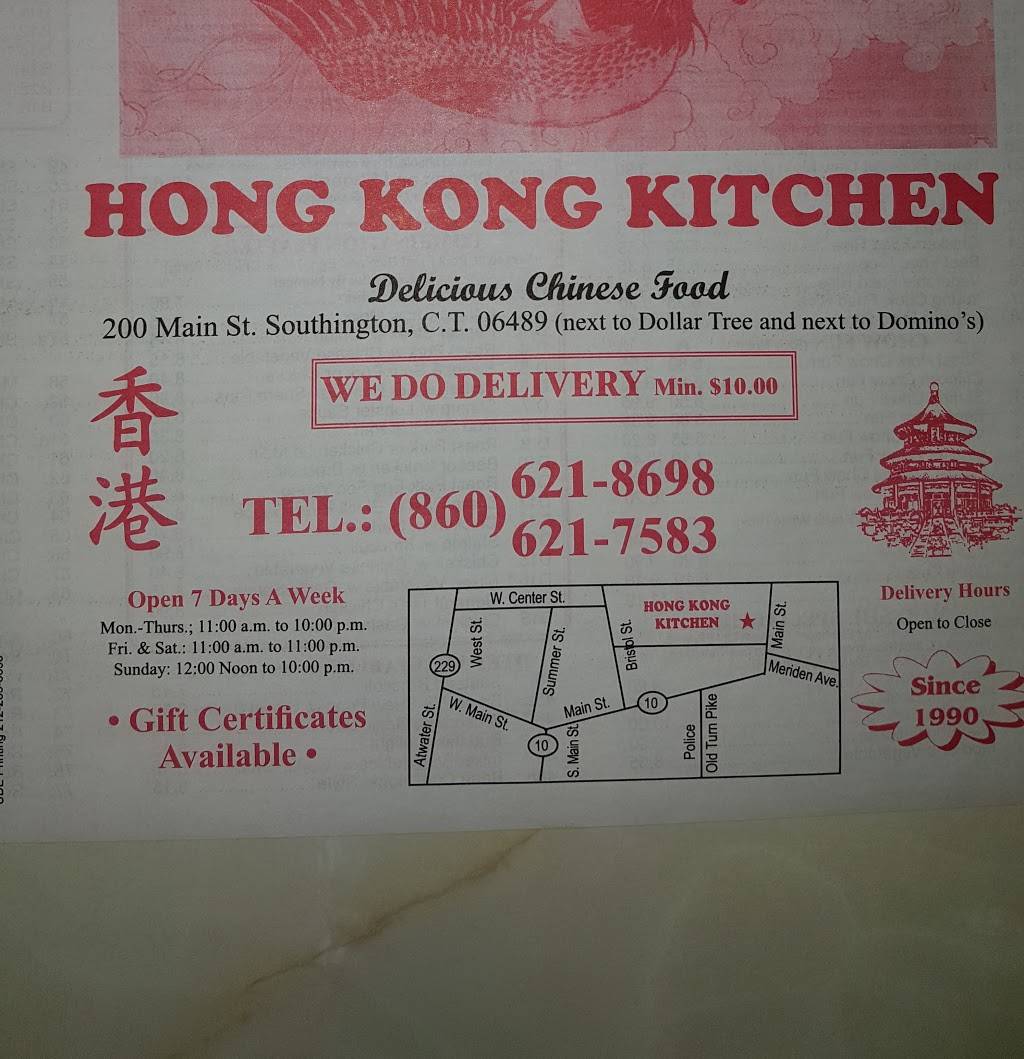 HONG KONG KITCHEN
Delicious Chinese Food
200 Main St. Southington, C.T. 06489 (next to Dollar Tree and next to Domino's)
WE DO DELIVERY Min. $10.00
香
港
TEL.: (860) 621-8698
621-7583
Open 7 Days A Week
Mon.-Thurs.; 11:00 a.m. to 10:00 p.m.
Fri. & Sat.: 11:00 a.m. to 11:00 p.m.
Sunday: 12:00 Noon to 10:00 p.m.
• Gift Certificates
Available •
W. Center St.
West St.
229
Atwater St.
W. Main St.
Summer St.
10
S. Main St.
Main St.
Bristol St.
HONG KONG
KITCHEN
10
Police
Old Turn Pike
Main St.
Meriden Ave.
Delivery Hours
Open to Close
Since
1990